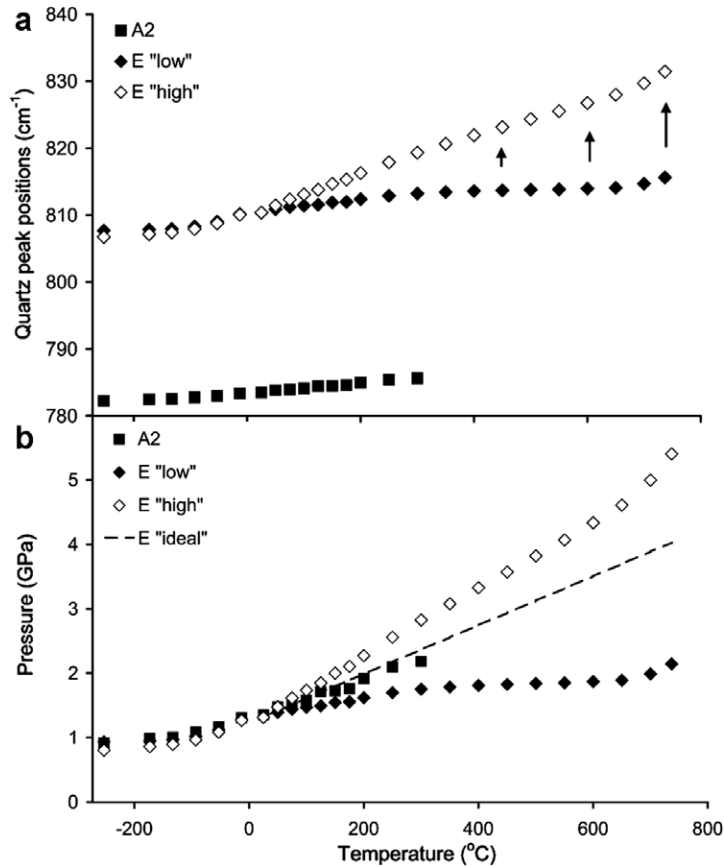 a
A2
E "low"
E "high"
Quartz peak positions (cm-1)
840
830
820
810
800
790
780
b
A2
E "low"
E "high"
E "ideal"
Pressure (GPa)
5
4
3
2
1
0
-200 0 200 400 600 800
Temperature (°C)